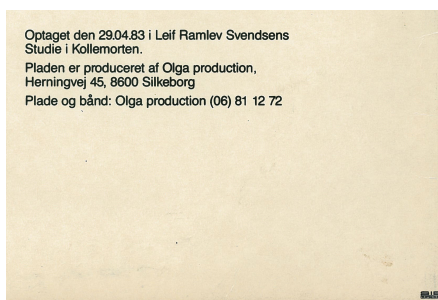 Optaget den 29.04.83 i Leif Ramlev Svendsens
Studie i Kollemorten.
Pladen er produceret af Olga production,
Herningvej 45, 8600 Silkeborg
Plade og bånd: Olga production (06) 81 12 72